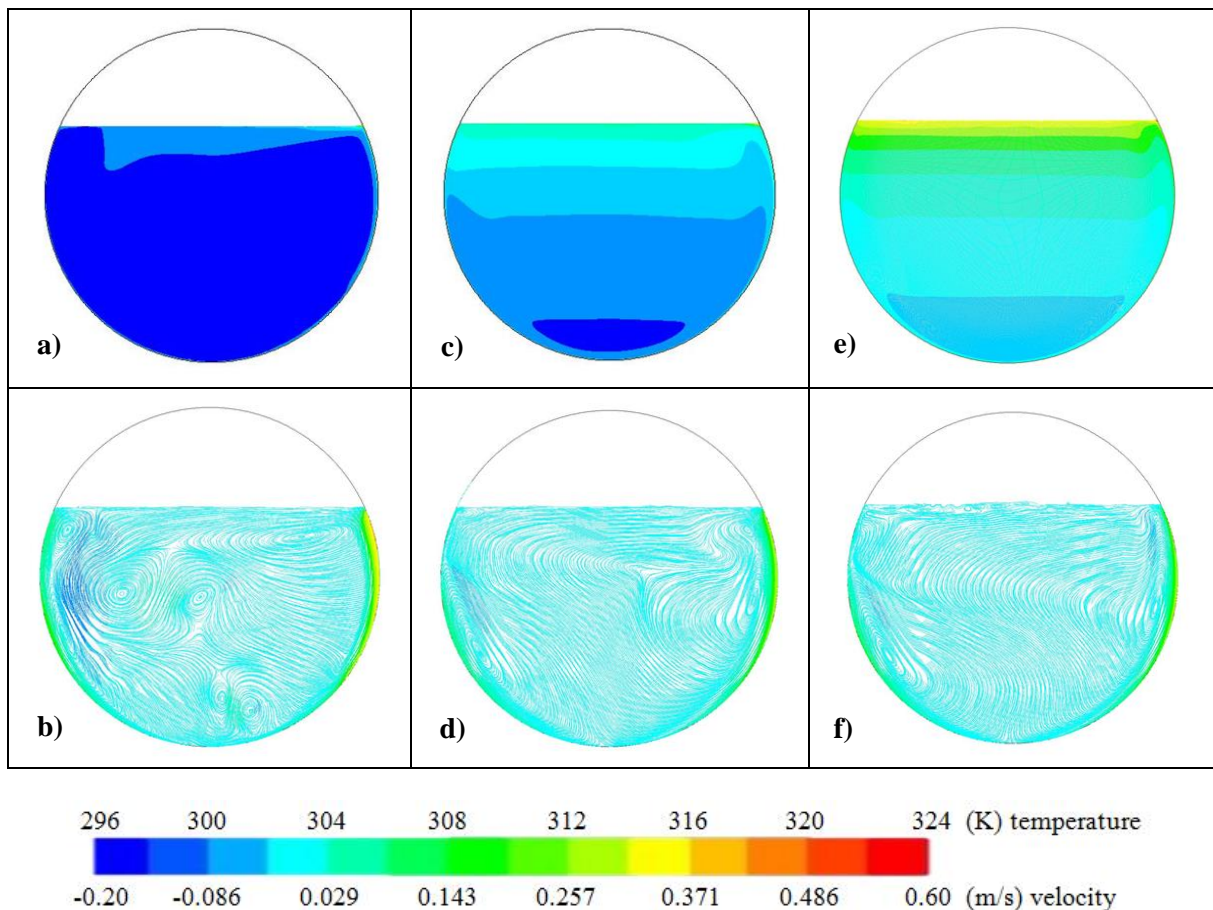 a)
c)
e)
b)
d)
f)
296 300 304 308 312 316 320 324 (K) temperature
-0.20 -0.086 0.029 0.143 0.257 0.371 0.486 0.60 (m/s) velocity